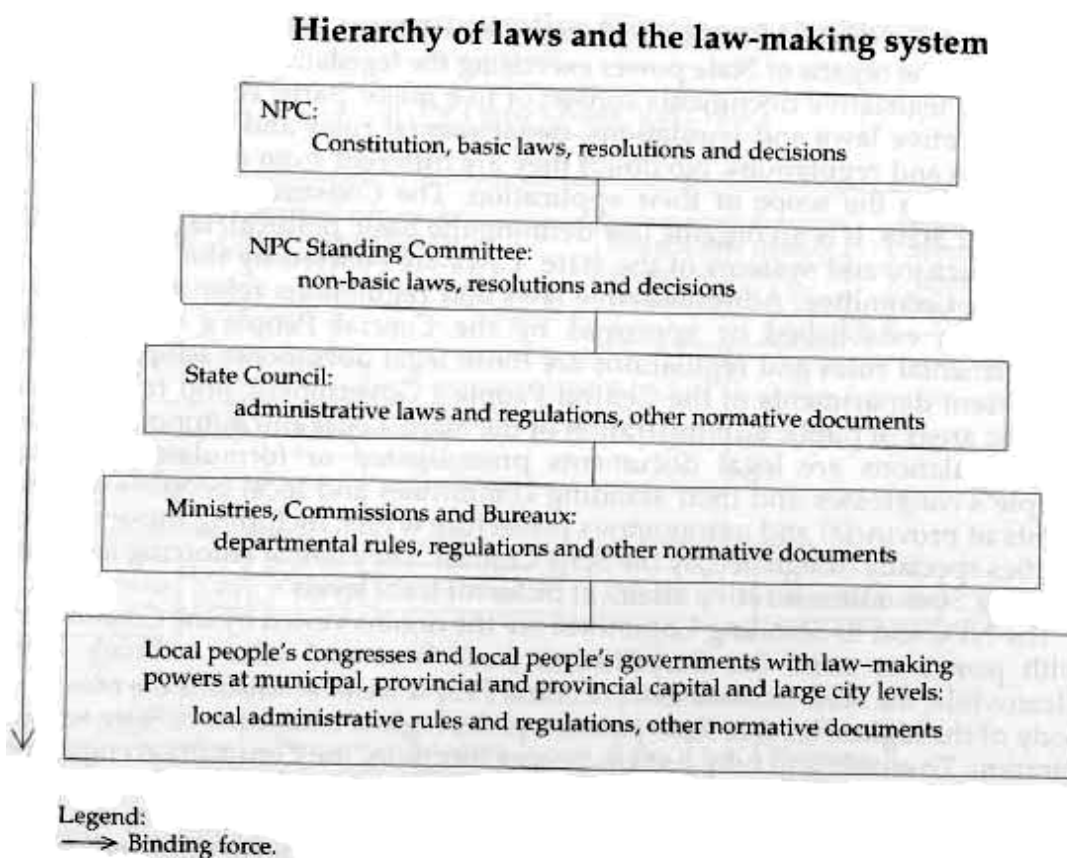 Hierarchy of laws and the law-making system
NPC:
Constitution, basic laws, resolutions and decisions
NPC Standing Committee:
non-basic laws, resolutions and decisions
State Council:
administrative laws and regulations, other normative documents
Ministries, Commissions and Bureaux:
departmental rules, regulations and other normative documents
Local people's congresses and local people's governments with law-making
powers at municipal, provincial and provincial capital and large city levels:
local administrative rules and regulations, other normative documents
Legend:
Binding force.